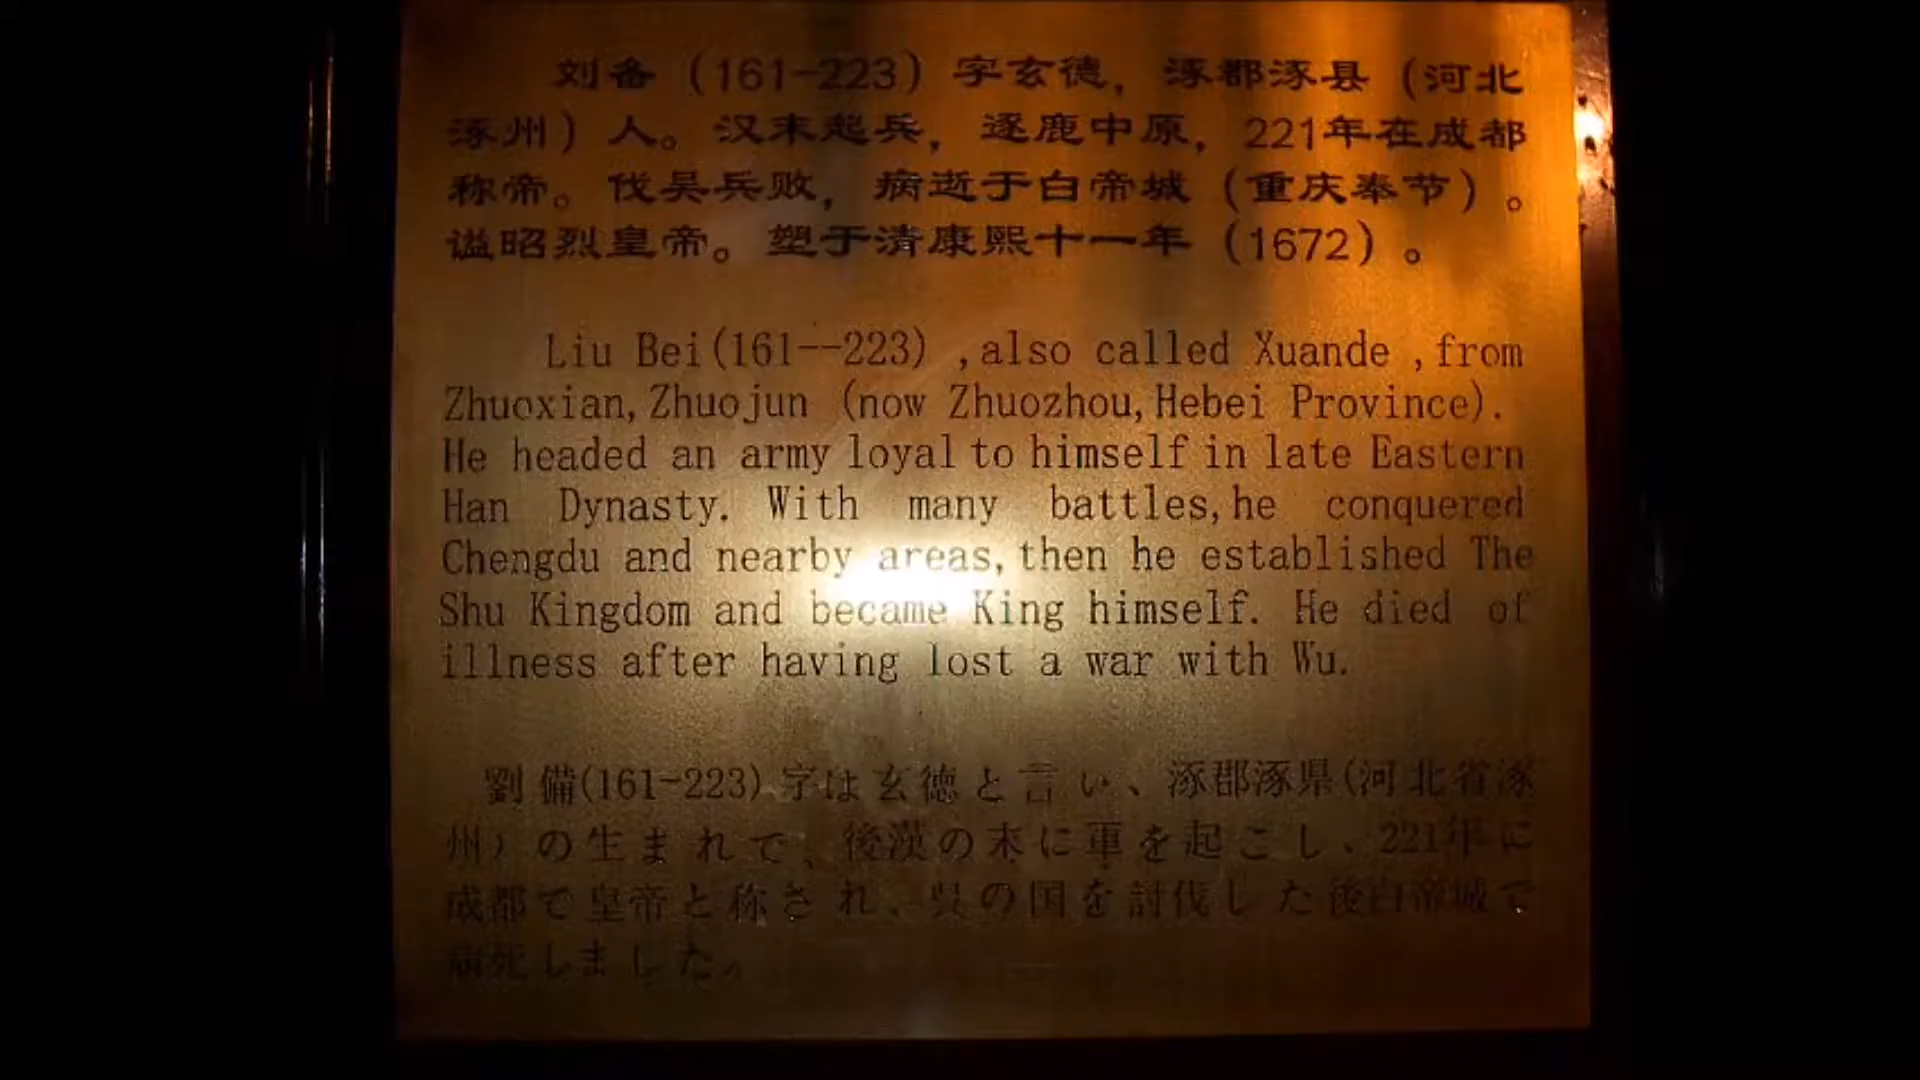 刘备（161-223）字玄德，涿郡涿县（河北
涿州）人。汉末起兵，逐鹿中原，221年在成都
称帝。伐吴兵败，病逝于白帝城（重庆奉节）。
谥昭烈皇帝。塑于清康熙十一年（1672）。
Liu Bei(161--223) ,also called Xuande ,from
Zhuoxian,Zhuojun (now Zhuozhou,Hebei Province).
He headed an army loyal to himself in late Eastern
Han Dynasty. With many battles,he conquered
Chengdu and nearby areas,then he established The
Shu Kingdom and became King himself. He died of
illness after having lost a war with Wu.
劉備(161-223)字は玄徳と言い、涿郡涿県(河北省涿
州）の生まれで、後漢の末に軍を起こし、221年に
成都で皇帝と称され、呉の国を討伐した後白帝城で
病死しました。